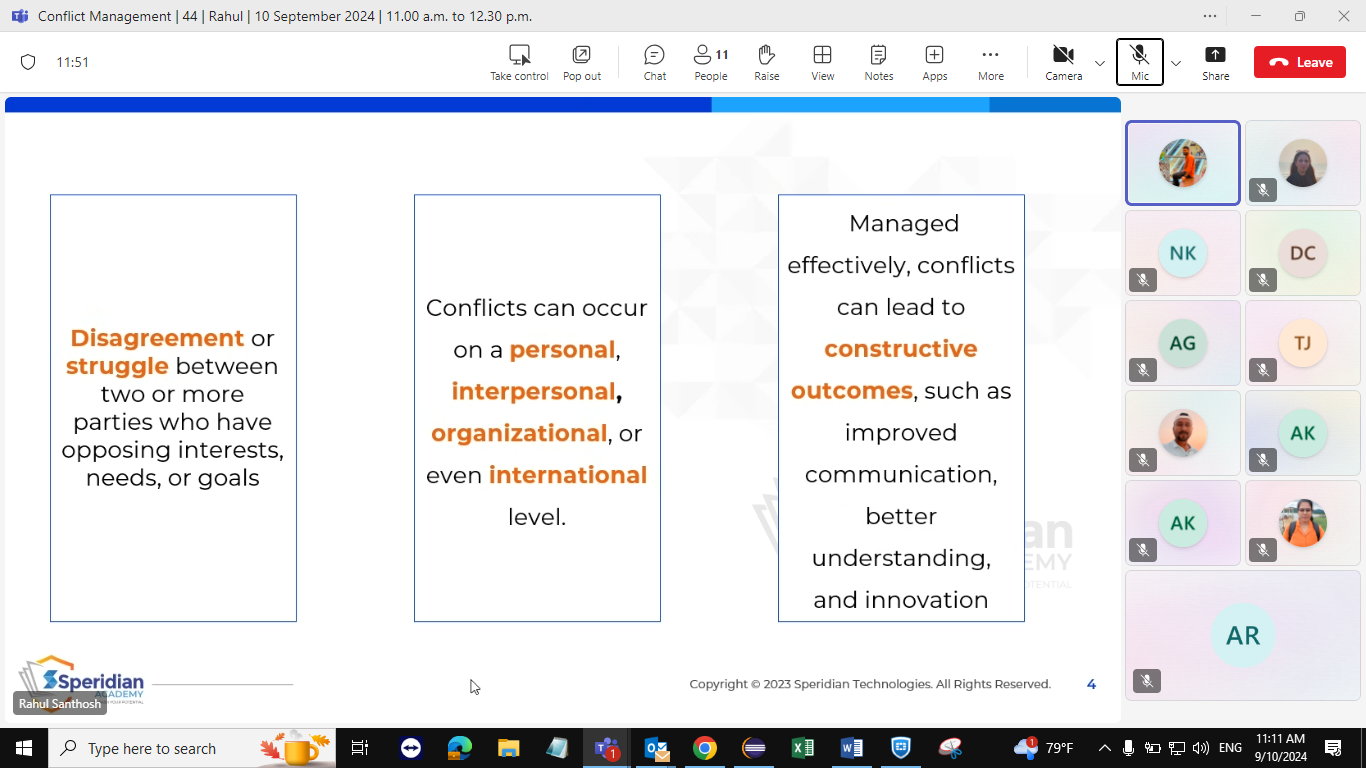 Conflict Management | 44 | Rahul | 10 September 2024 | 11.00 a.m. to 12.30 p.m.
11:51
Take control
Pop out
Chat
11
People
Raise
View
Notes
Apps
More
Camera
Mic
Share
Leave
Disagreement or
struggle between
two or more
parties who have
opposing interests,
needs, or goals
Conflicts can occur
on a personal,
interpersonal,
organizational, or
even international
level.
Managed
effectively, conflicts
can lead to
constructive
outcomes, such as
improved
communication,
better
understanding,
and innovation
Speridian
ACADEMY
Rahul Santhosh
Copyright © 2023 Speridian Technologies. All Rights Reserved.
4
NK
DC
AG
TJ
AK
AK
AR
Type here to search
1
1
79°F
ENG
11:11 AM
9/10/2024